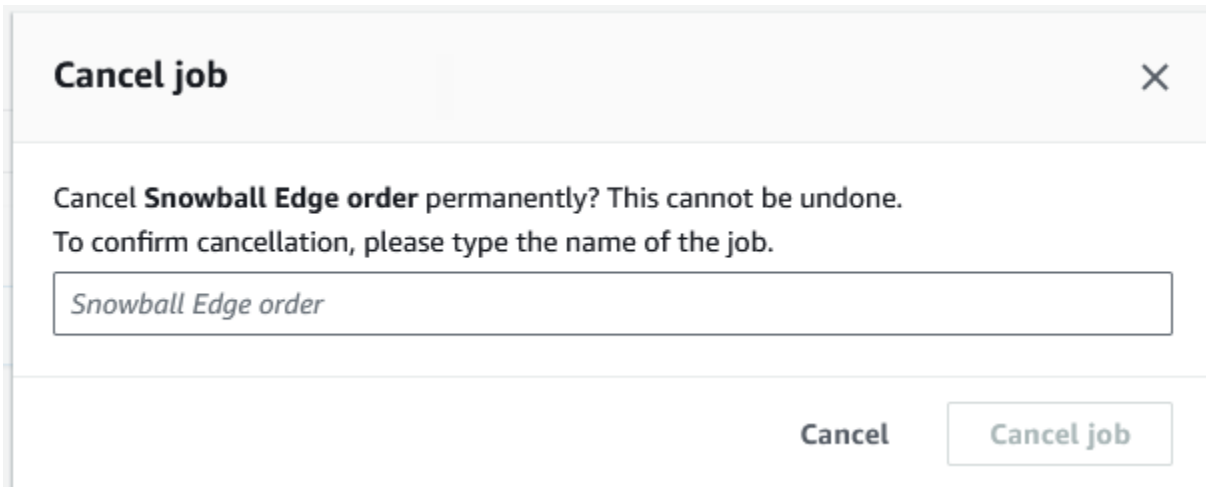 Cancel job
Cancel Snowball Edge order permanently? This cannot be undone.
To confirm cancellation, please type the name of the job.
Snowball Edge order
Cancel
Cancel job